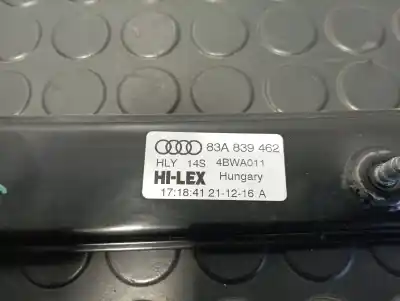 83A 839 462
HLY 14S 4BWA011
HI-LEX Hungary
17:18:41 21-12-16 A